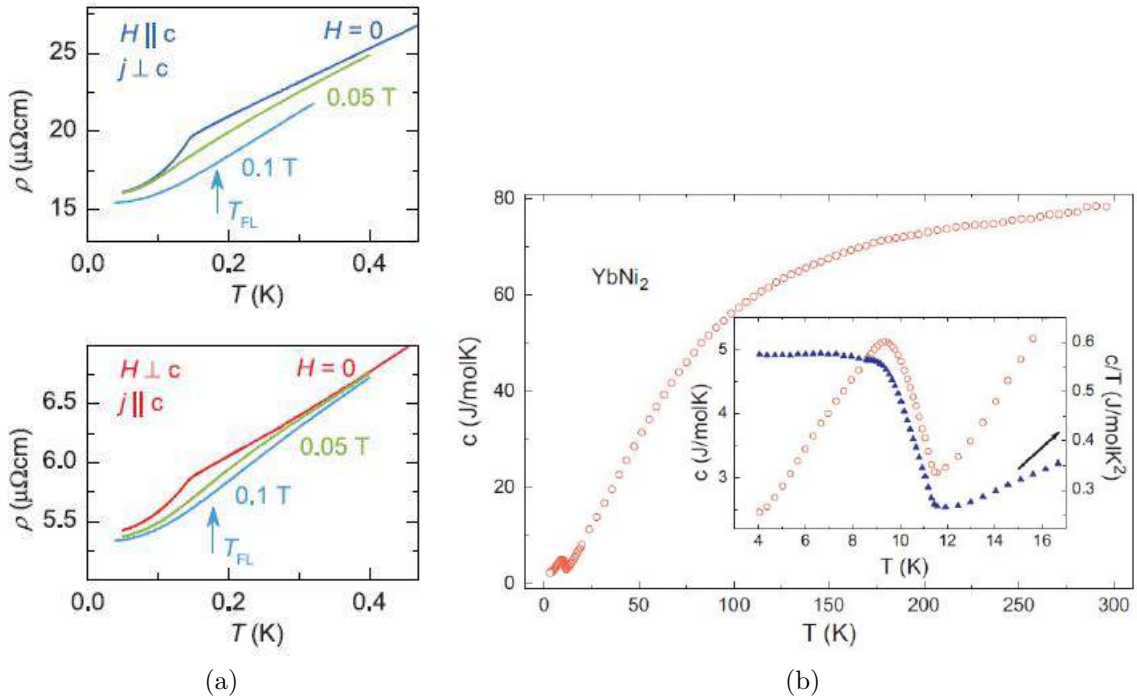 H || c
j ⊥ c
H = 0
0.05 T
0.1 T
T_FL
25
20
15
ρ (μΩcm)
0.0 0.2 0.4
T (K)
H ⊥ c
j || c
H = 0
0.05 T
0.1 T
T_FL
6.5
6.0
5.5
ρ (μΩcm)
0.0 0.2 0.4
T (K)
(a)
80
60
40
20
0
c (J/molK)
YbNi₂
0 50 100 150 200 250 300
T (K)
5
4
3
c (J/molK)
0.6
0.5
0.4
0.3
c/T (J/molK²)
4 6 8 10 12 14 16
T (K)
(b)